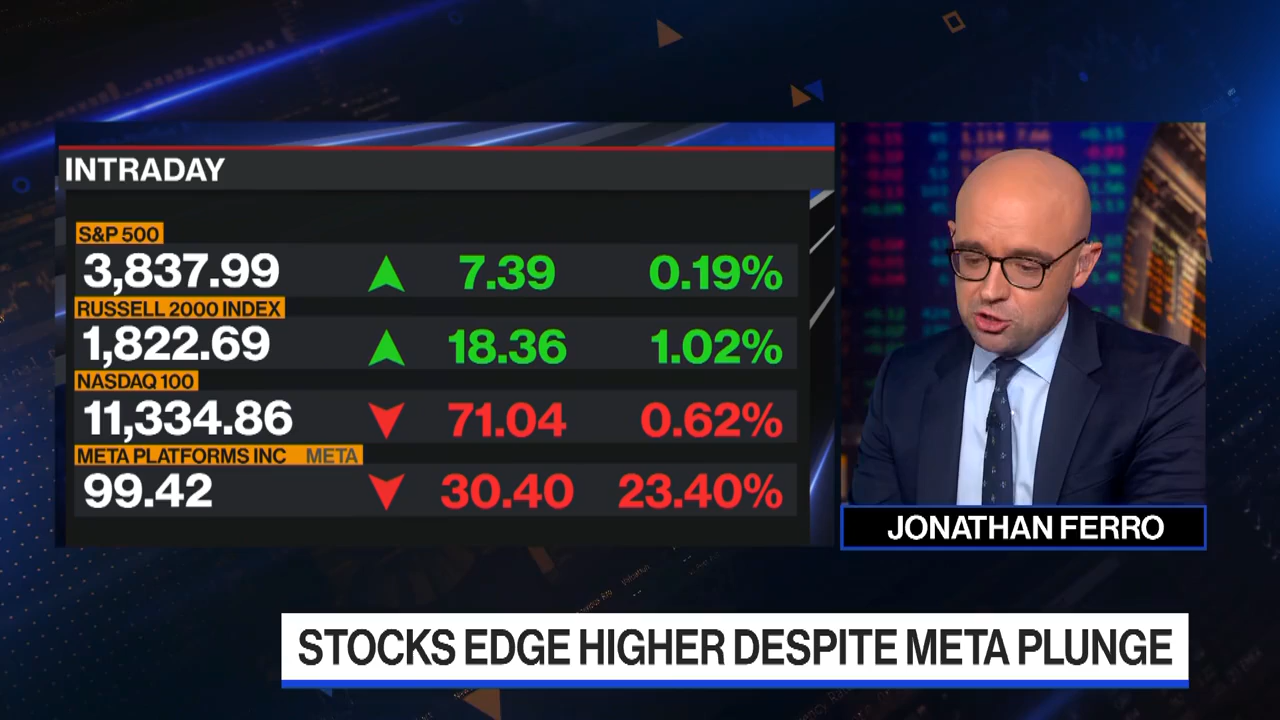 INTRADAY
S&P 500
3,837.99 7.39 0.19%
RUSSELL 2000 INDEX
1,822.69 18.36 1.02%
NASDAQ 100
11,334.86 71.04 0.62%
META PLATFORMS INC META
99.42 30.40 23.40%
JONATHAN FERRO
STOCKS EDGE HIGHER DESPITE META PLUNGE